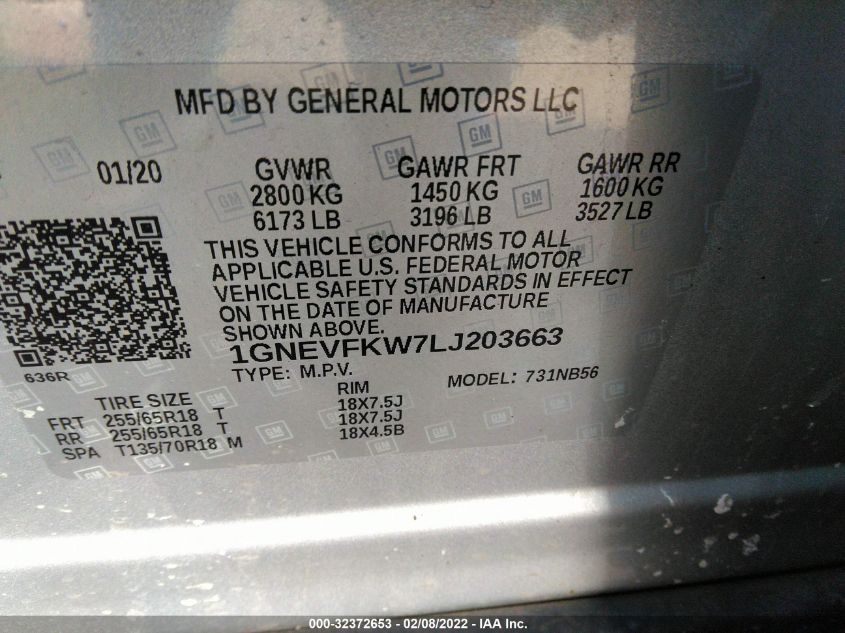 MFD BY GENERAL MOTORS LLC
01/20 GVWR GAWR FRT GAWR RR
2800 KG 1450 KG 1600 KG
6173 LB 3196 LB 3527 LB
THIS VEHICLE CONFORMS TO ALL
APPLICABLE U.S. FEDERAL MOTOR
VEHICLE SAFETY STANDARDS IN EFFECT
ON THE DATE OF MANUFACTURE
SHOWN ABOVE.
1GNEVFKW7LJ203663
636R
TYPE: M.P.V. MODEL: 731NB56
TIRE SIZE RIM
FRT 255/65R18 T 18X7.5J
RR 255/65R18 T 18X7.5J
SPA T135/70R18 M 18X4.5B
000-32372653 - 02/08/2022 - IAA Inc.